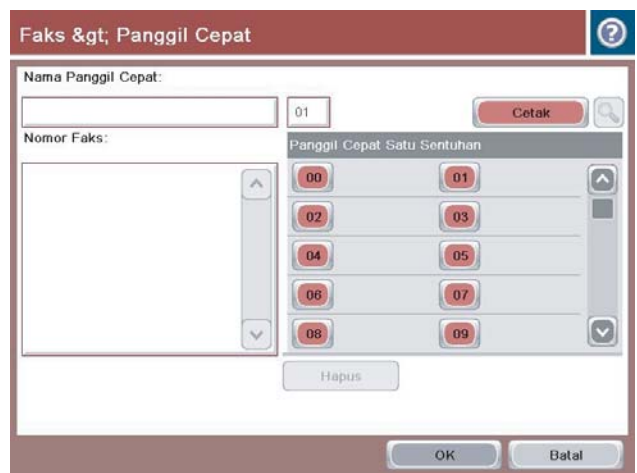 Faks &gt; Panggil Cepat
Nama Panggil Cepat:
01
Cetak
Nomor Faks:
Panggil Cepat Satu Sentuhan
00 01
02 03
04 05
06 07
08 09
Hapus
OK Batal